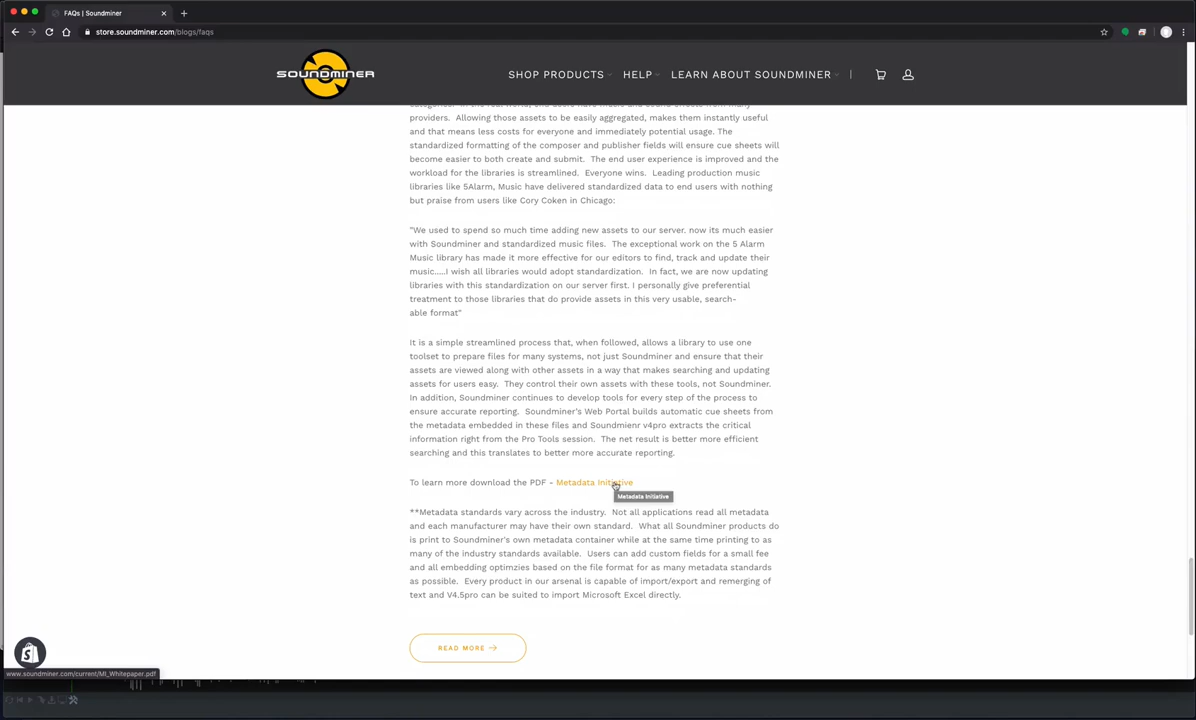 FAQs | Soundminer
store.soundminer.com/blogs/faqs
SOUNDMINER
SHOP PRODUCTS
HELP
LEARN ABOUT SOUNDMINER
providers. Allowing those assets to be easily aggregated, makes them instantly useful
and that means less costs for everyone and immediately potential usage. The
standardized formatting of the composer and publisher fields will ensure cue sheets will
become easier to both create and submit. The end user experience is improved and the
workload for the libraries is streamlined. Everyone wins. Leading production music
libraries like 5Alarm, Music have delivered standardized data to end users with nothing
but praise from users like Cory Coken in Chicago:
"We used to spend so much time adding new assets to our server. now its much easier
with Soundminer and standardized music files. The exceptional work on the 5 Alarm
Music library has made it more effective for our editors to find, track and update their
music.....I wish all libraries would adopt standardization. In fact, we are now updating
libraries with this standardization on our server first. I personally give preferential
treatment to those libraries that do provide assets in this very usable, search-
able format"
It is a simple streamlined process that, when followed, allows a library to use one
toolset to prepare files for many systems, not just Soundminer and ensure that their
assets are viewed along with other assets in a way that makes searching and updating
assets for users easy. They control their own assets with these tools, not Soundminer.
In addition, Soundminer continues to develop tools for every step of the process to
ensure accurate reporting. Soundminer's Web Portal builds automatic cue sheets from
the metadata embedded in these files and Soundmienr v4pro extracts the critical
information right from the Pro Tools session. The net result is better more efficient
searching and this translates to better more accurate reporting.
To learn more download the PDF - Metadata Initiative
Metadata Initiative
**Metadata standards vary across the industry. Not all applications read all metadata
and each manufacturer may have their own standard. What all Soundminer products do
is print to Soundminer's own metadata container while at the same time printing to as
many of the industry standards available. Users can add custom fields for a small fee
and all embedding optimzies based on the file format for as many metadata standards
as possible. Every product in our arsenal is capable of import/export and remerging of
text and V4.5pro can be suited to import Microsoft Excel directly.
READ MORE
www.soundminer.com/current/MI_Whitepaper.pdf